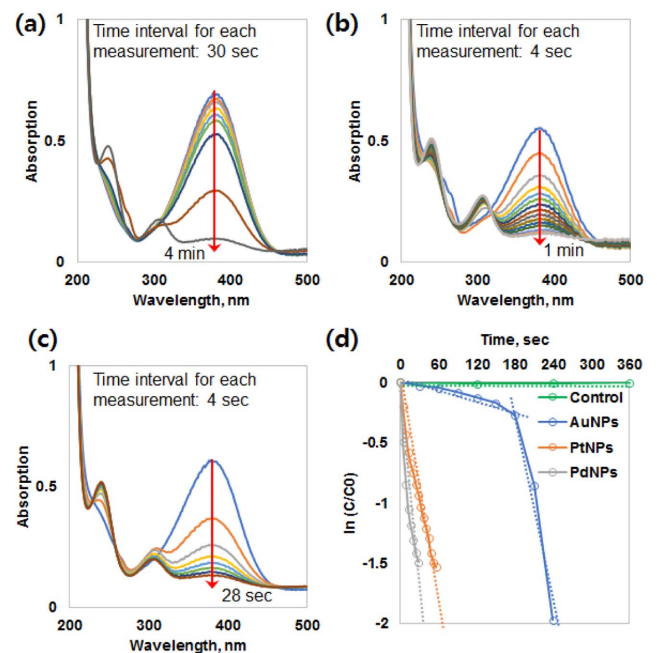 (a)
Time interval for each
measurement: 30 sec
1
0.5
0
Absorption
4 min
200 300 400 500
Wavelength, nm
(b)
Time interval for each
measurement: 4 sec
1
0.5
0
Absorption
1 min
200 300 400 500
Wavelength, nm
(c)
Time interval for each
measurement: 4 sec
1
0.5
0
Absorption
28 sec
200 300 400 500
Wavelength, nm
(d)
Time, sec
0 60 120 180 240 300 360
0
-0.5
-1
-1.5
-2
ln (C/C0)
Control
AuNPs
PtNPs
PdNPs